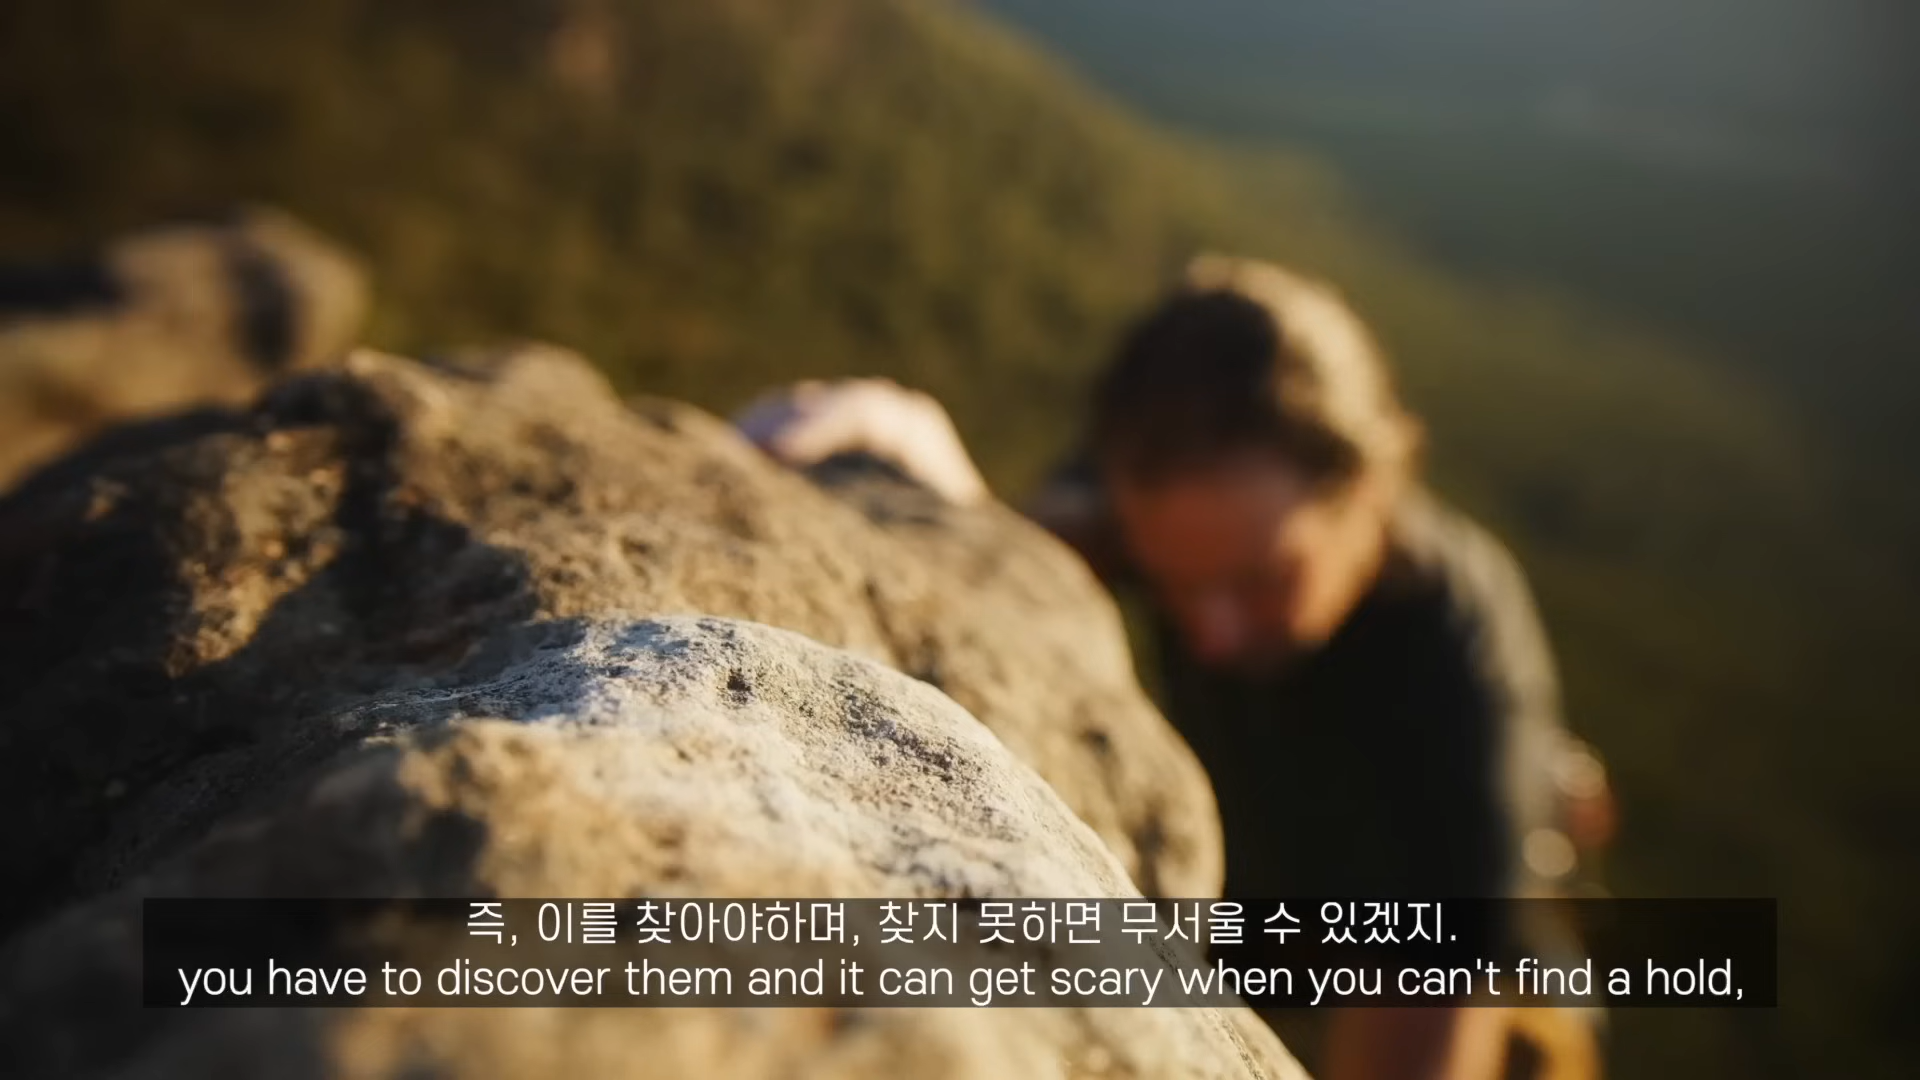 즉, 이를 찾아야하며, 찾지 못하면 무서울 수 있겠지.
you have to discover them and it can get scary when you can't find a hold,